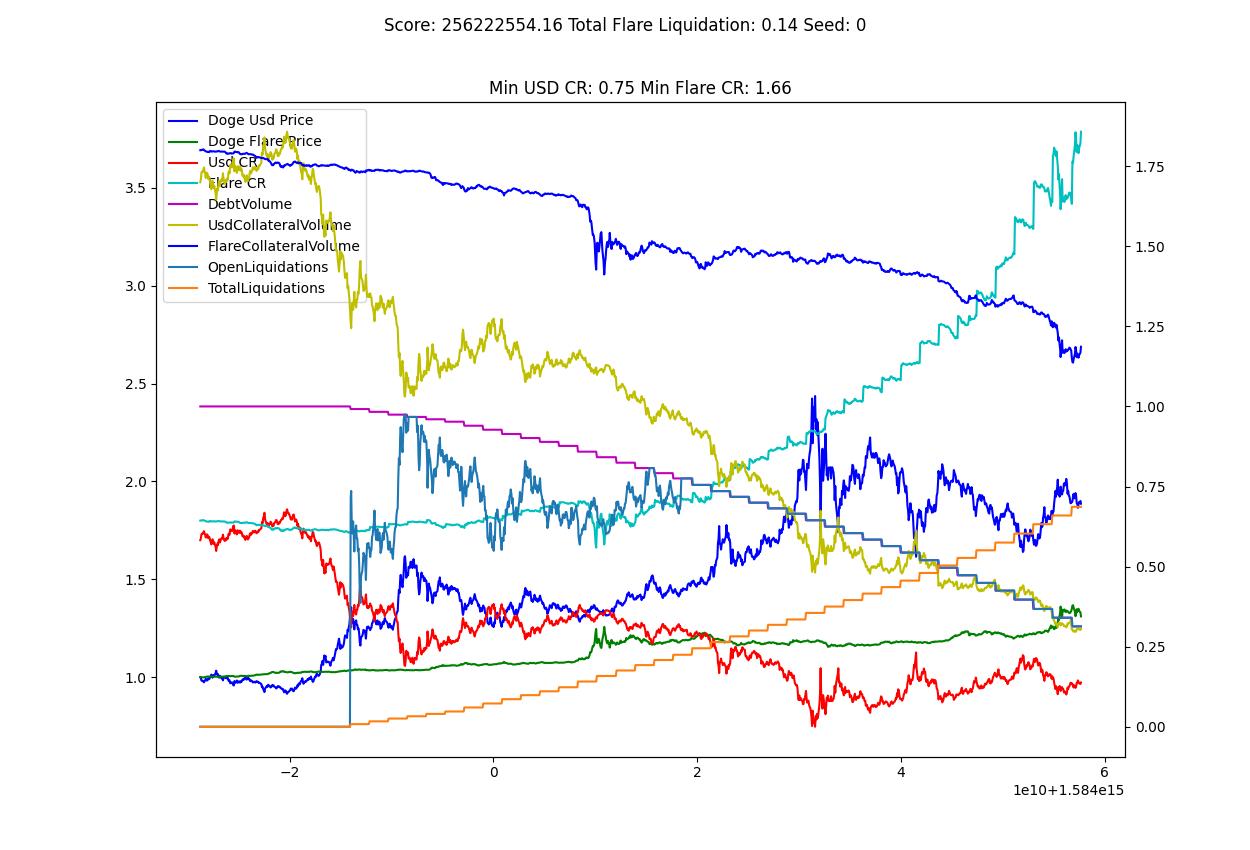 Score: 256222554.16 Total Flare Liquidation: 0.14 Seed: 0
Min USD CR: 0.75 Min Flare CR: 1.66
Doge Usd Price
Doge Flare Price
Usd CR
Flare CR
DebtVolume
UsdCollateralVolume
FlareCollateralVolume
OpenLiquidations
TotalLiquidations
3.5
3.0
2.5
2.0
1.5
1.0
1.75
1.50
1.25
1.00
0.75
0.50
0.25
0.00
−2
0
2
4
6
1e10+1.584e15